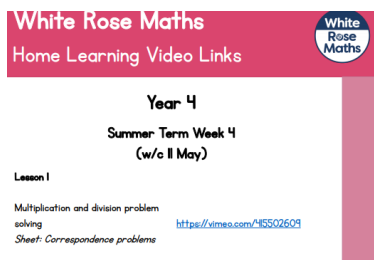 White Rose Maths
Home Learning Video Links
White
Rose
Maths
Year 4
Summer Term Week 4
(w/c 11 May)
Lesson 1
Multiplication and division problem
solving https://vimeo.com/415502609
Sheet: Correspondence problems